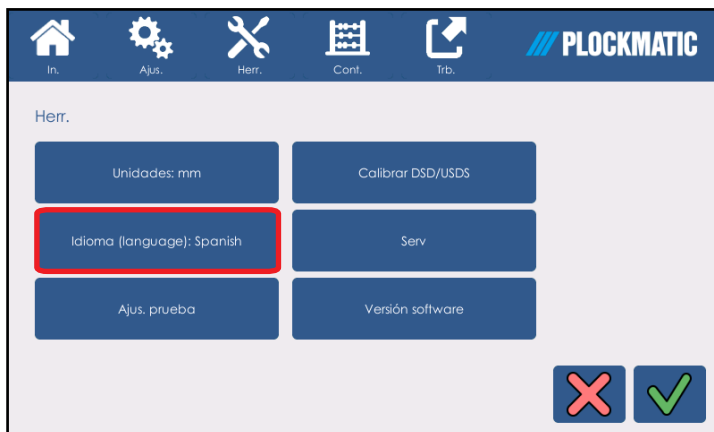 PLOCKMATIC
In.
Ajus.
Herr.
Cont.
Trb.
Herr.
Unidades: mm
Calibrar DSD/USDS
Idioma (language): Spanish
Serv
Ajus. prueba
Versión software